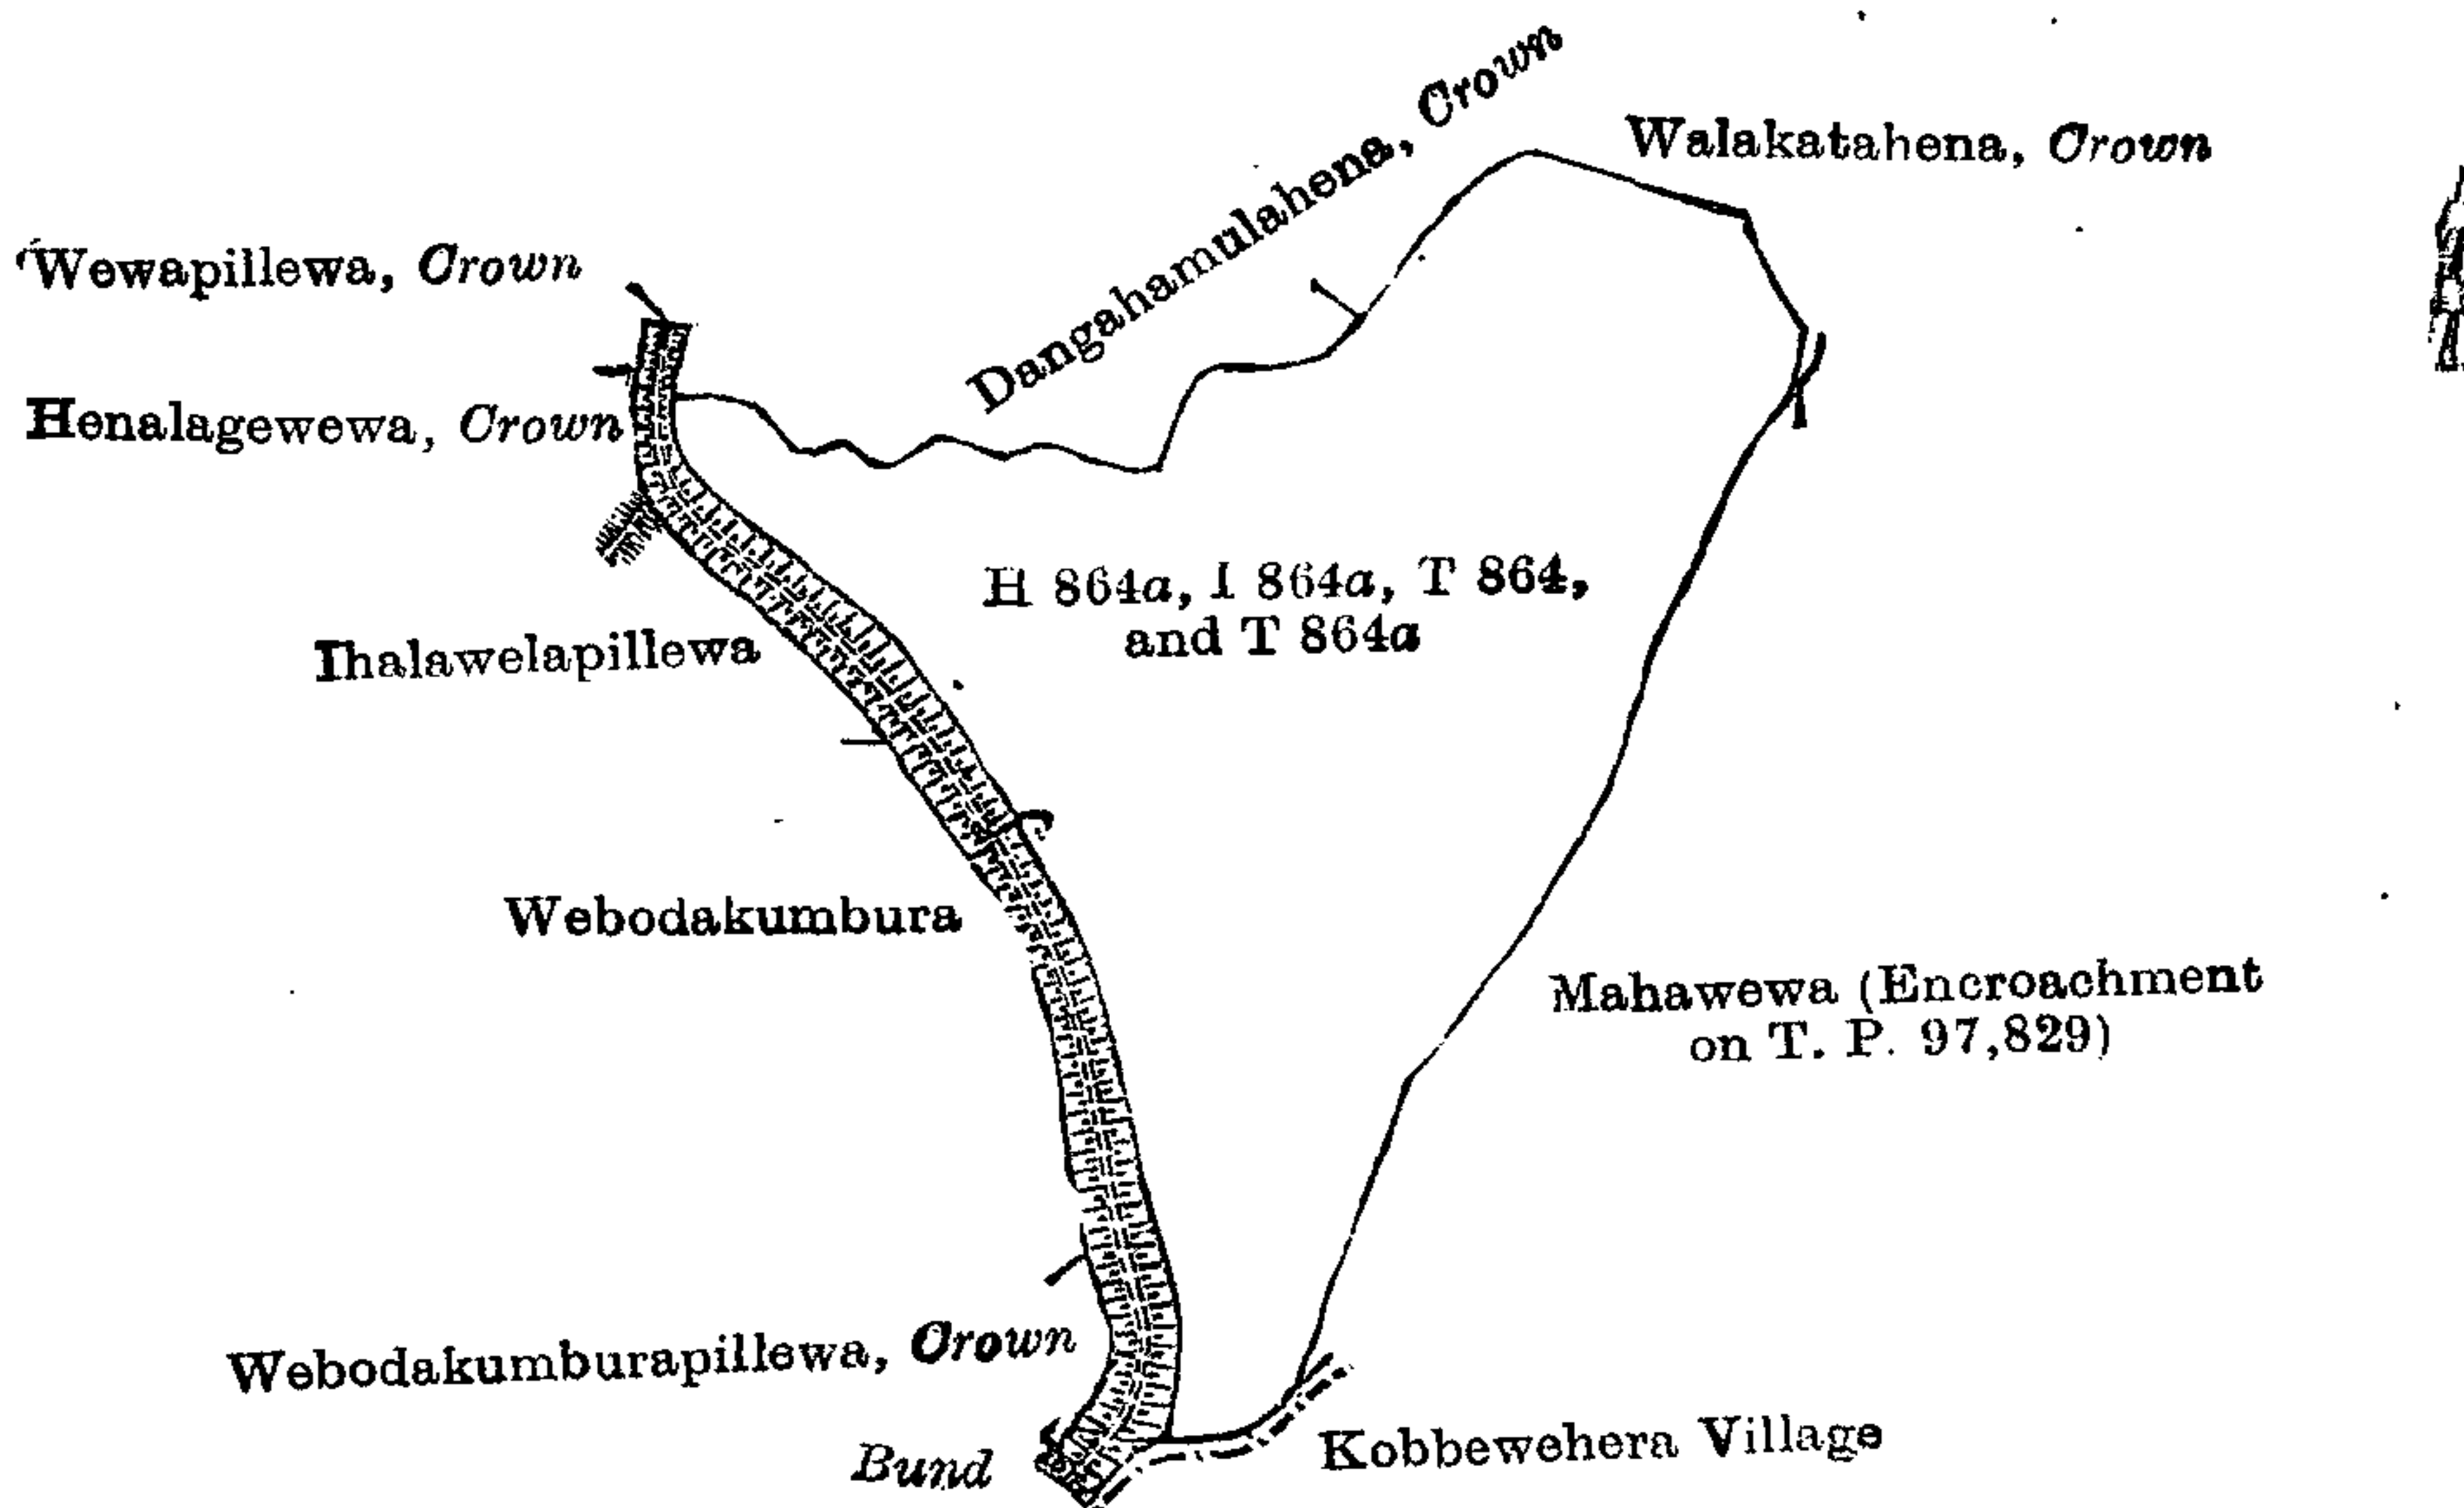 Dangahamulahena, Crown
Walakatahena, Crown
Wewapillewa, Crown
Henalagewewa, Crown
H 864a, I 864a, T 864,
and T 864a
Ihalawelapillewa
Webodakumbura
Mahawewa (Encroachment
on T. P. 97,829)
Webodakumburapillewa, Crown
Bund
Kobbewehera Village